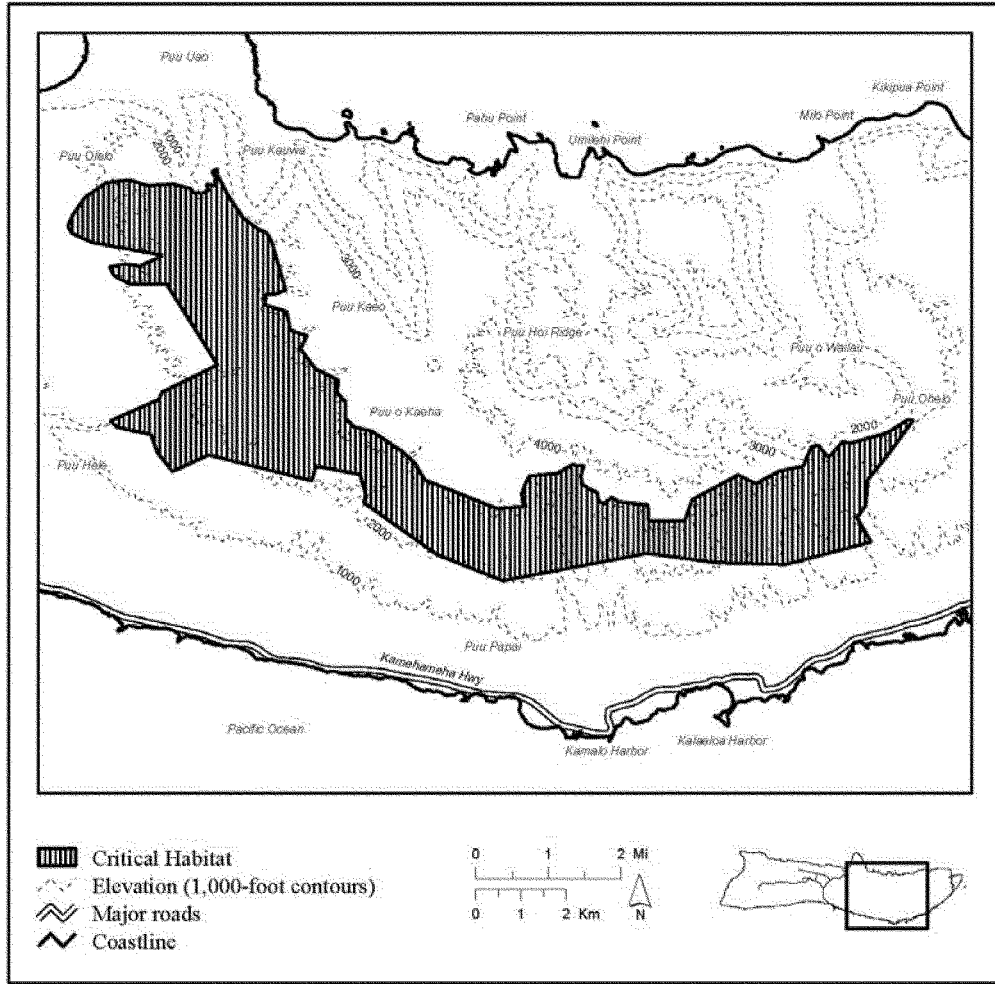 Puu Uao
Kikipua Point
Pahu Point
Milo Point
Umilehi Point
1000
2000
Puu Olelo
Puu Kauwa
3000
Puu Kaeo
Puu Hoi Ridge
Puu o Wailau
Puu Ohelo
Puu o Kaeha
2000
4000
3000
Puu Hele
2000
1000
Puu Papai
Kamehameha Hwy
Pacific Ocean
Kamalo Harbor
Kalaeloa Harbor
Critical Habitat
Elevation (1,000-foot contours)
Major roads
Coastline
0 1 2 Mi
0 1 2 Km
N